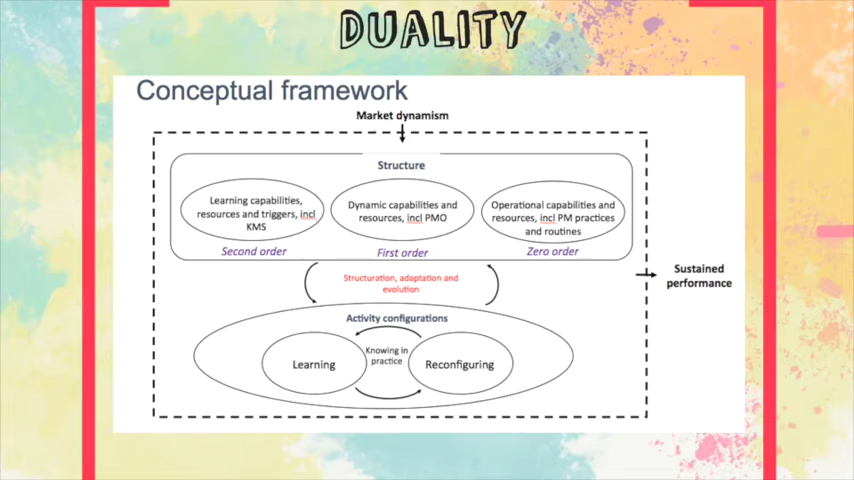 DUALITY
Conceptual framework
Market dynamism
Structure
Learning capabilities,
resources and triggers, incl
KMS
Dynamic capabilities and
resources, incl PMO
Operational capabilities and
resources, incl PM practices
and routines
Second order
First order
Zero order
Structuration, adaptation and
evolution
Sustained
performance
Activity configurations
Learning
Knowing in
practice
Reconfiguring